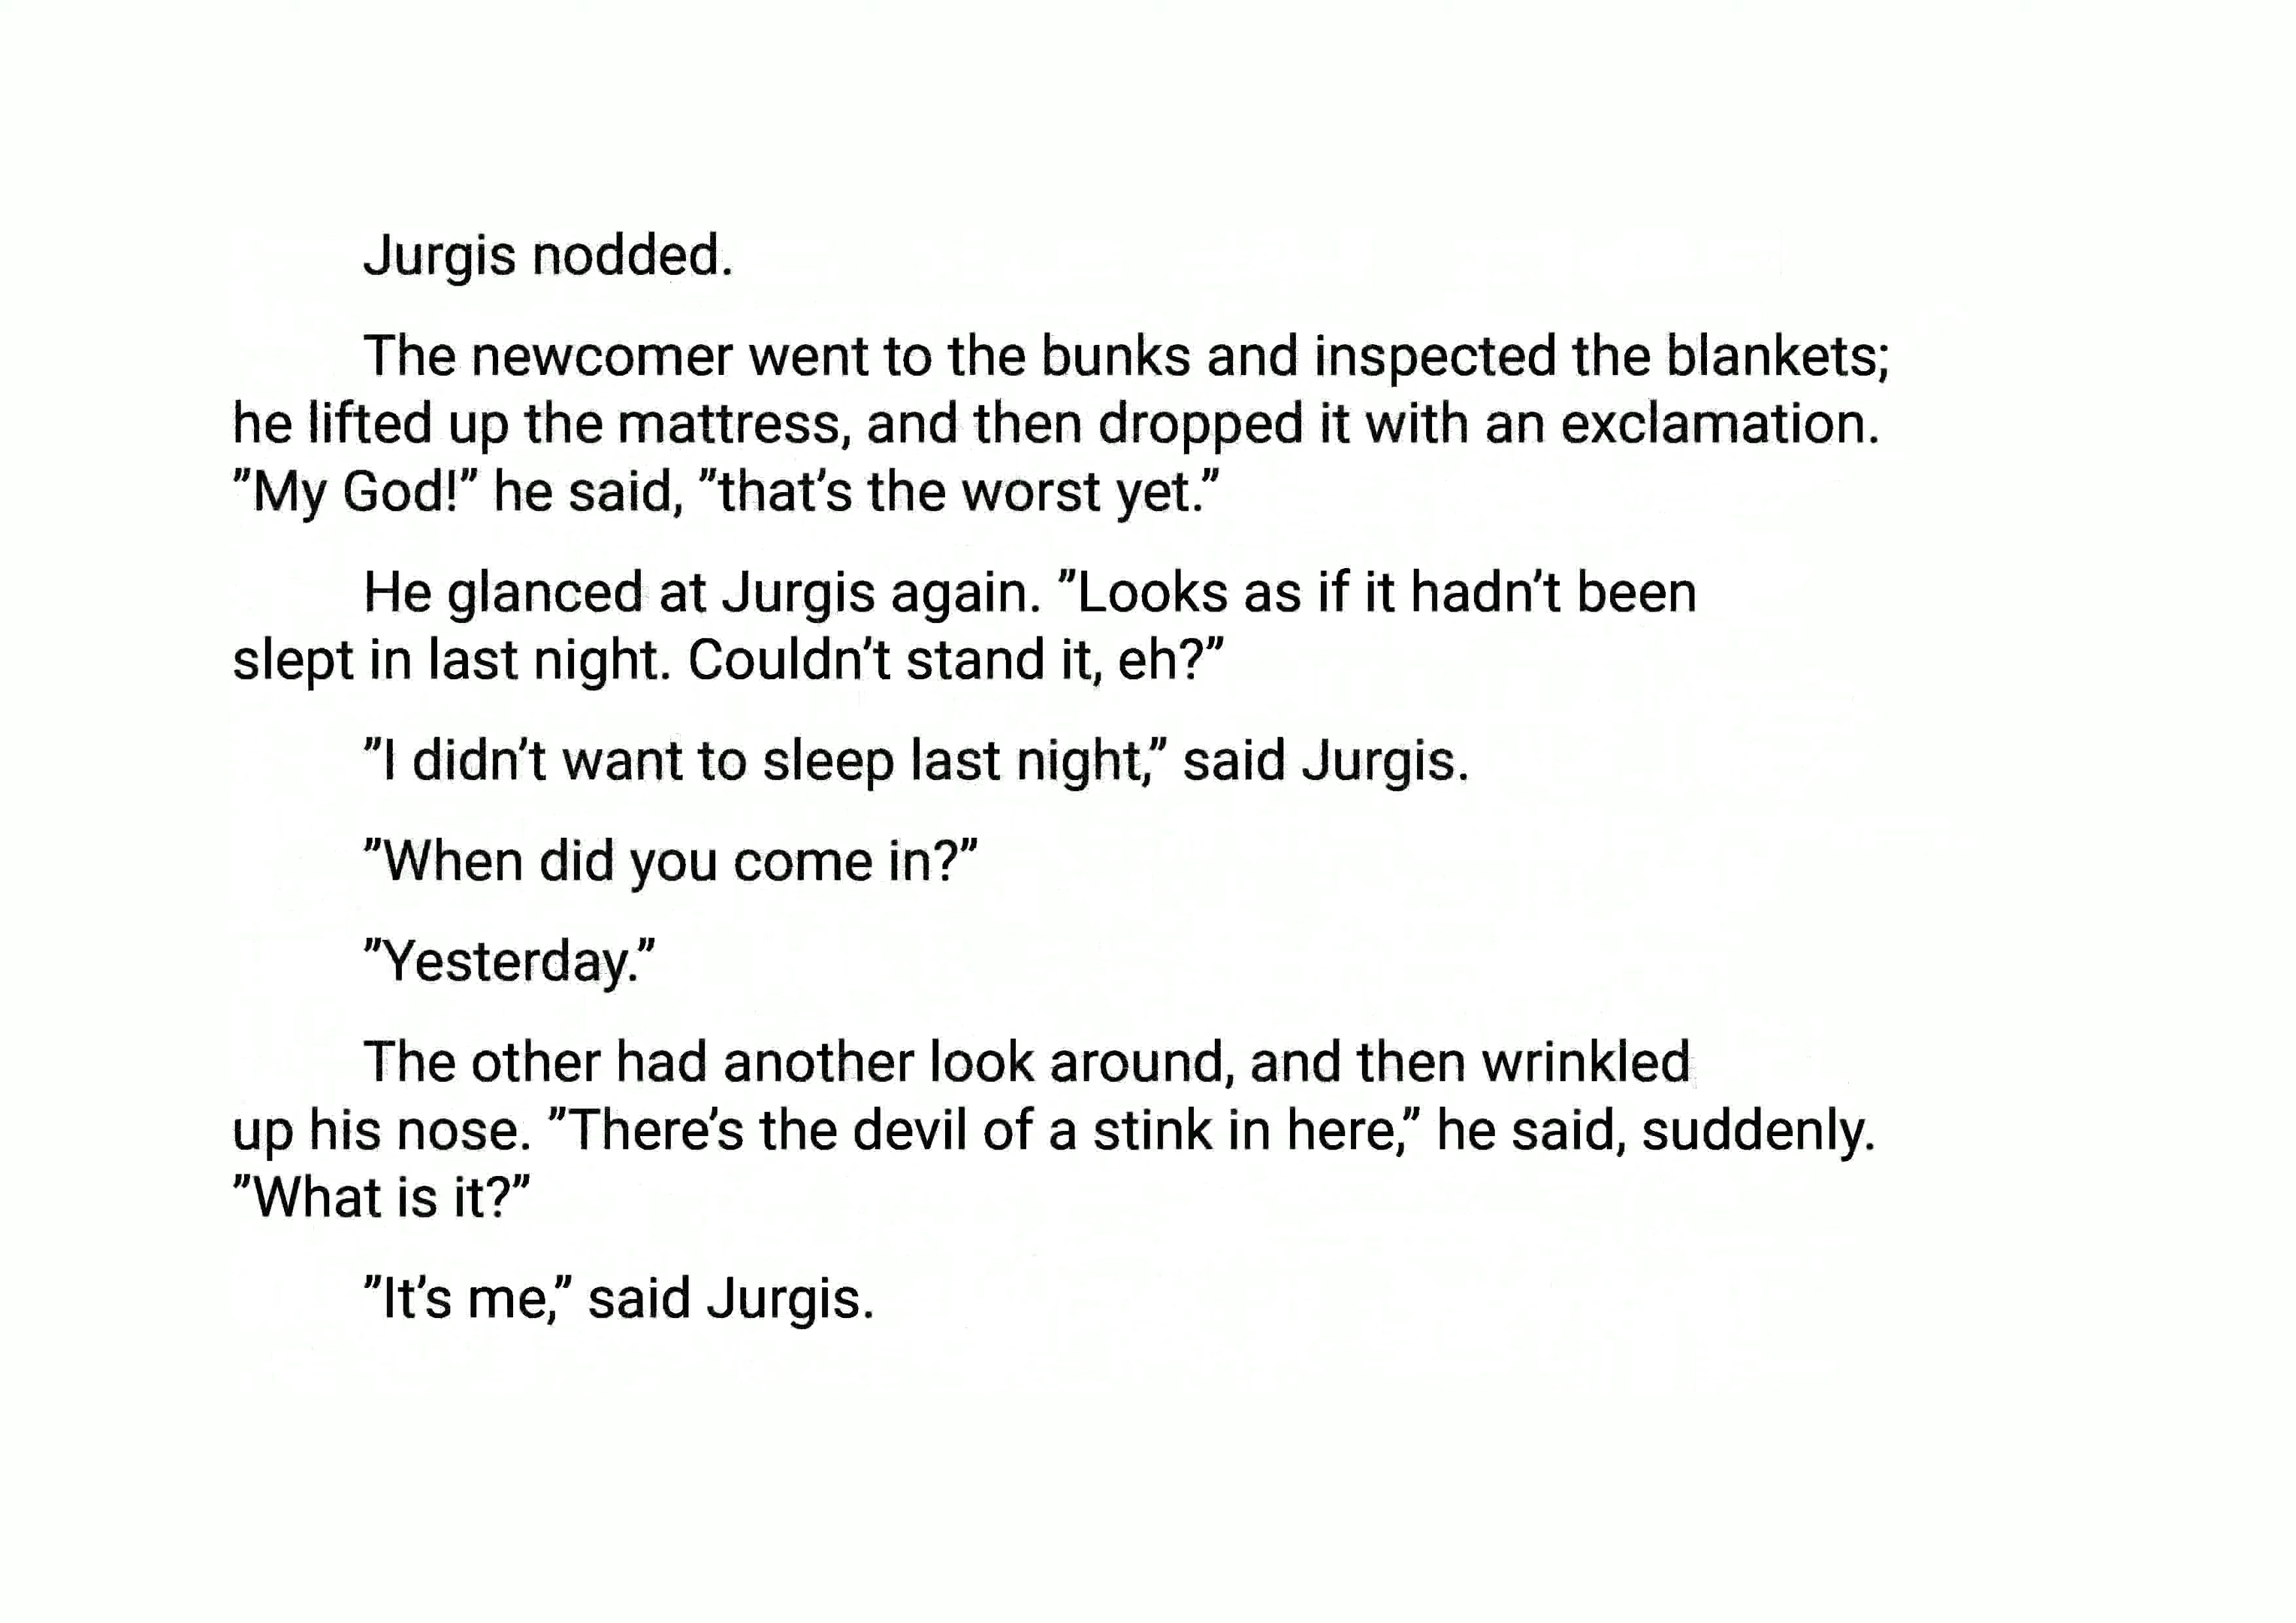 Jurgis nodded.
The newcomer went to the bunks and inspected the blankets;
he lifted up the mattress, and then dropped it with an exclamation.
”My God!” he said, ”that’s the worst yet.”
He glanced at Jurgis again. ”Looks as if it hadn’t been
slept in last night. Couldn’t stand it, eh?”
”I didn’t want to sleep last night,” said Jurgis.
”When did you come in?”
”Yesterday.”
The other had another look around, and then wrinkled
up his nose. ”There’s the devil of a stink in here,” he said, suddenly.
”What is it?”
”It’s me,” said Jurgis.